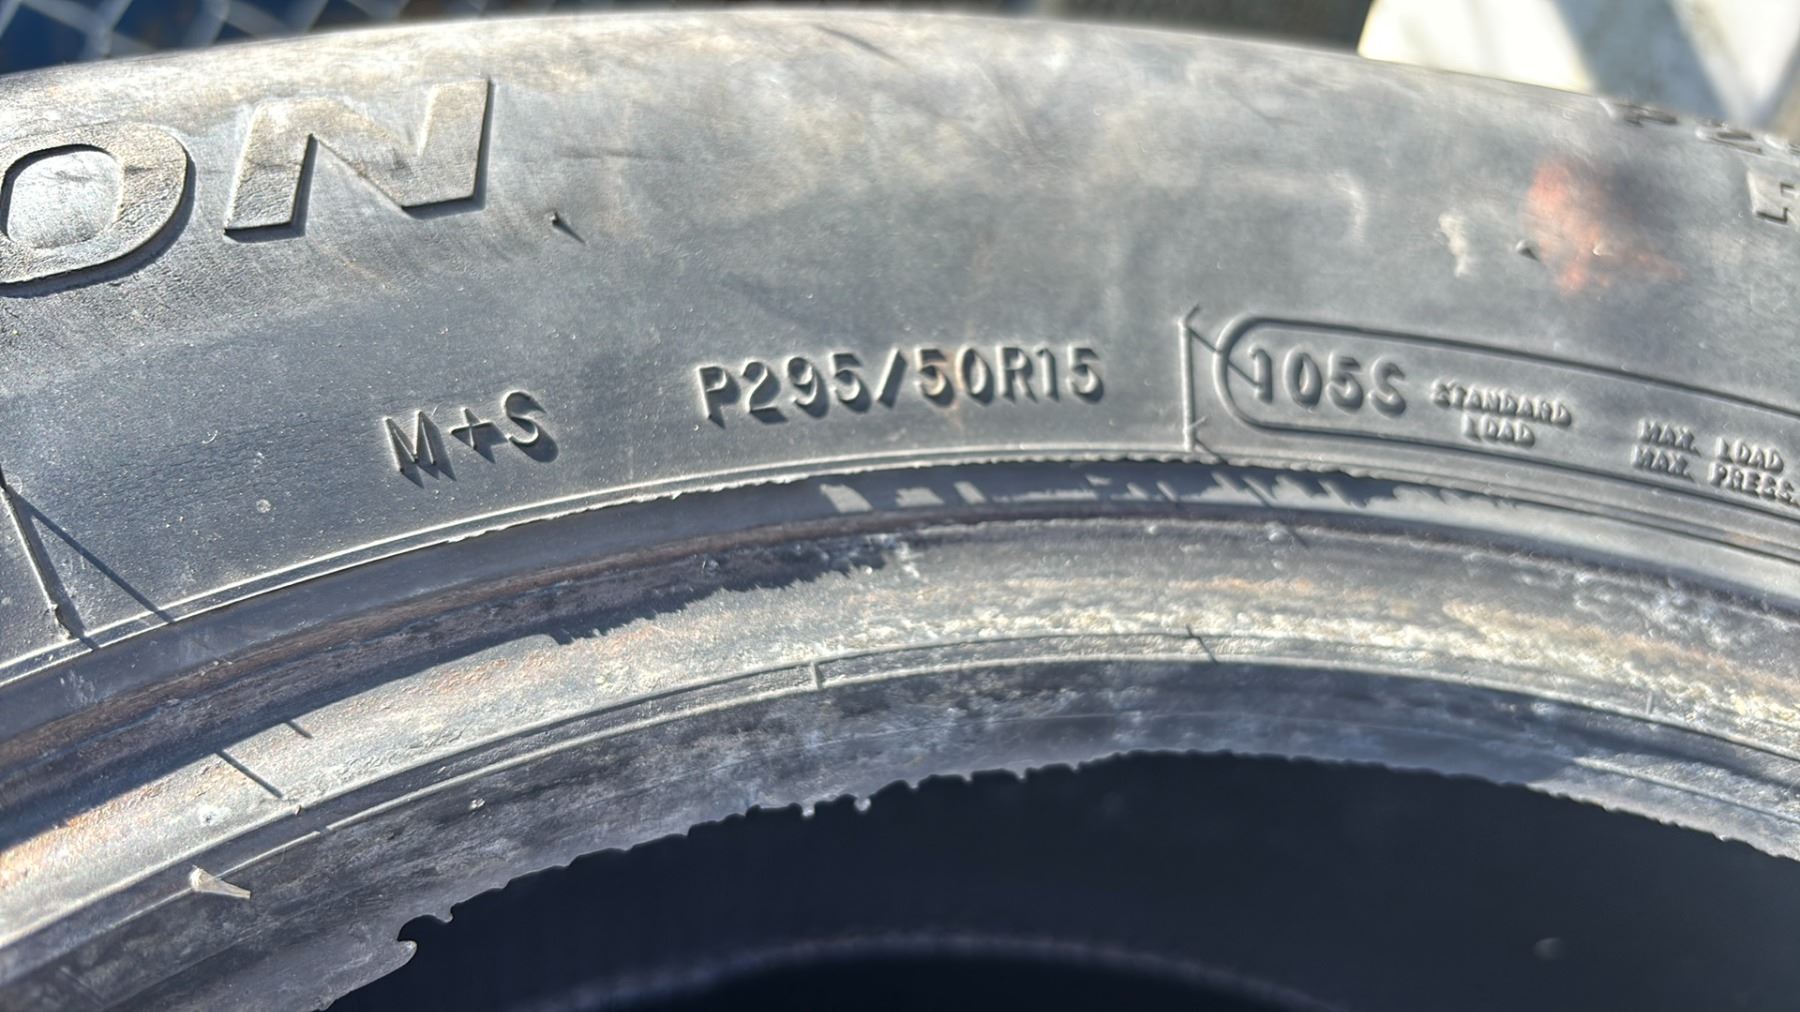 ON
M+S
P295/50R15
105S
STANDARD
LOAD
MAX. LOAD
MAX. PRESS.